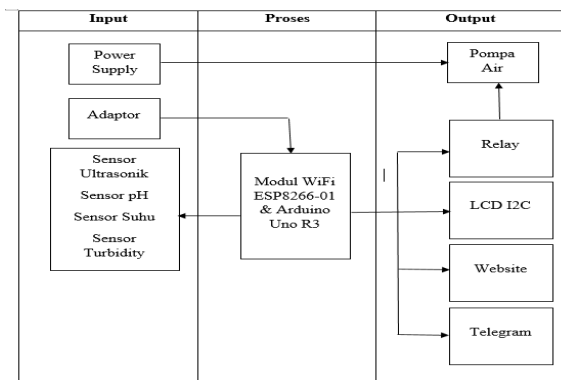 Input
Proses
Output
Power
Supply
Pompa
Air
Adaptor
Sensor
Ultrasonik
Sensor pH
Sensor Suhu
Sensor
Turbidity
Modul WiFi
ESP8266-01
& Arduino
Uno R3
Relay
LCD I2C
Website
Telegram